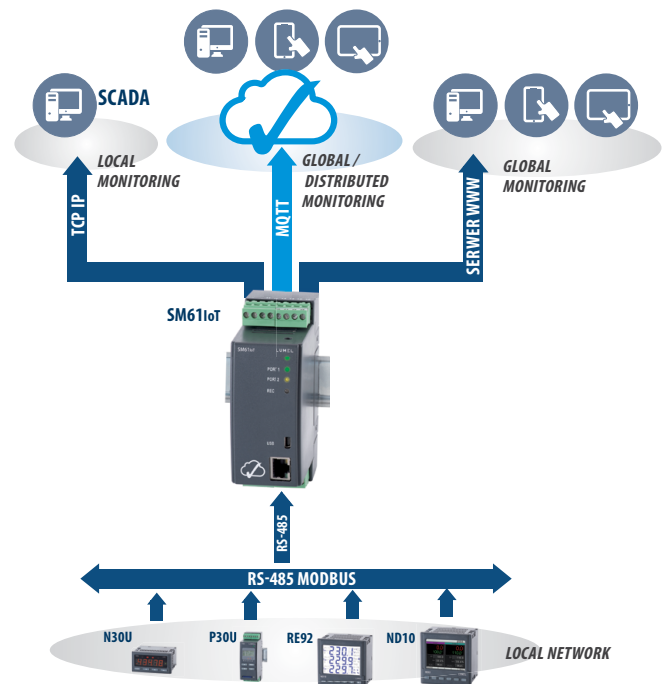 SCADA
LOCAL
MONITORING
GLOBAL /
DISTRIBUTED
MONITORING
GLOBAL
MONITORING
TCP IP
MQTT
SERWER WWW
SM61IoT
SM61IoT LUMEL
PORT 1
PORT 2
REC
USB
RS-485
RS-485 MODBUS
N30U
P30U
RE92
ND10
LOCAL NETWORK